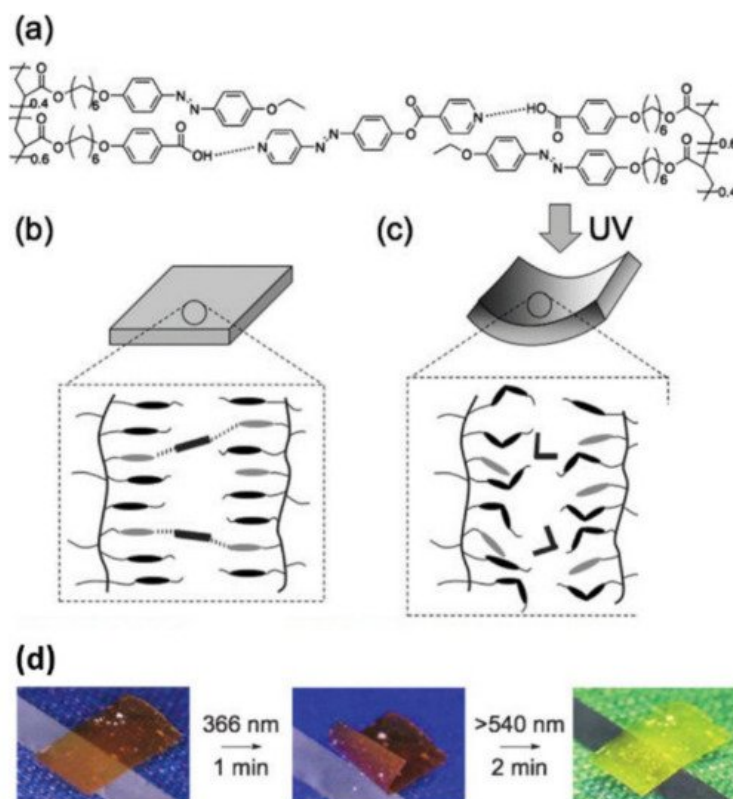 (a)
O O O
0.4 O 6 O N N O O N HO O 6 O
O O 0.6
0.6 O 6 O OH N N N O O N N O 6 O O 0.4
(b) (c) UV
(d)
366 nm >540 nm
1 min 2 min